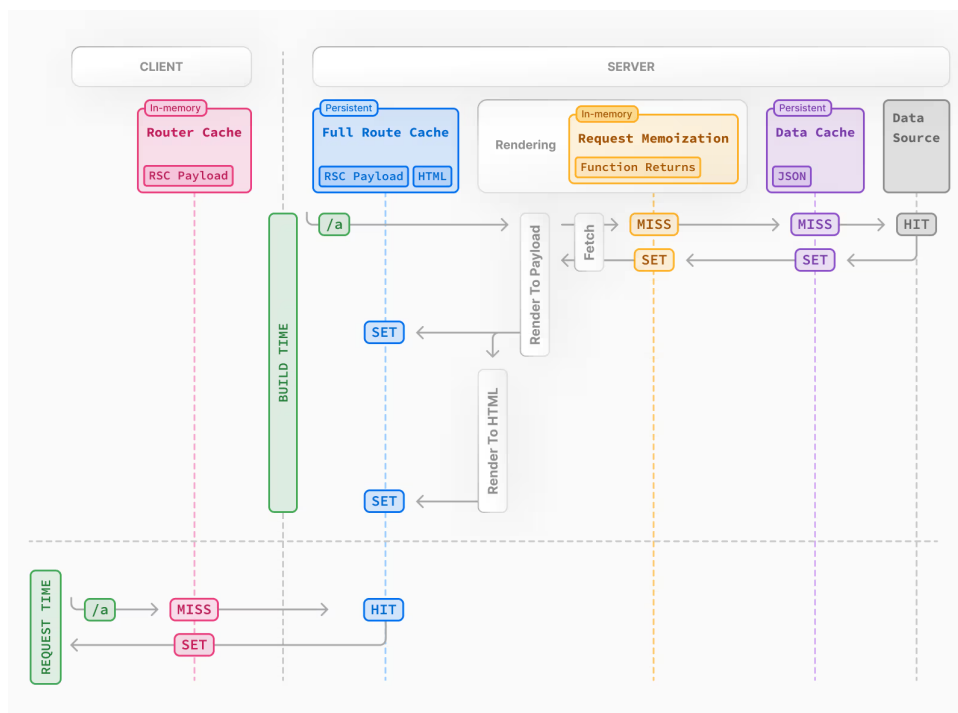 CLIENT
SERVER
In-memory
Router Cache
RSC Payload
Persistent
Full Route Cache
RSC Payload
HTML
Rendering
In-memory
Request Memoization
Function Returns
Persistent
Data Cache
JSON
Data
Source
BUILD TIME
/a
Render To Payload
Fetch
MISS
MISS
HIT
SET
SET
SET
Render To HTML
SET
REQUEST TIME
/a
MISS
HIT
SET